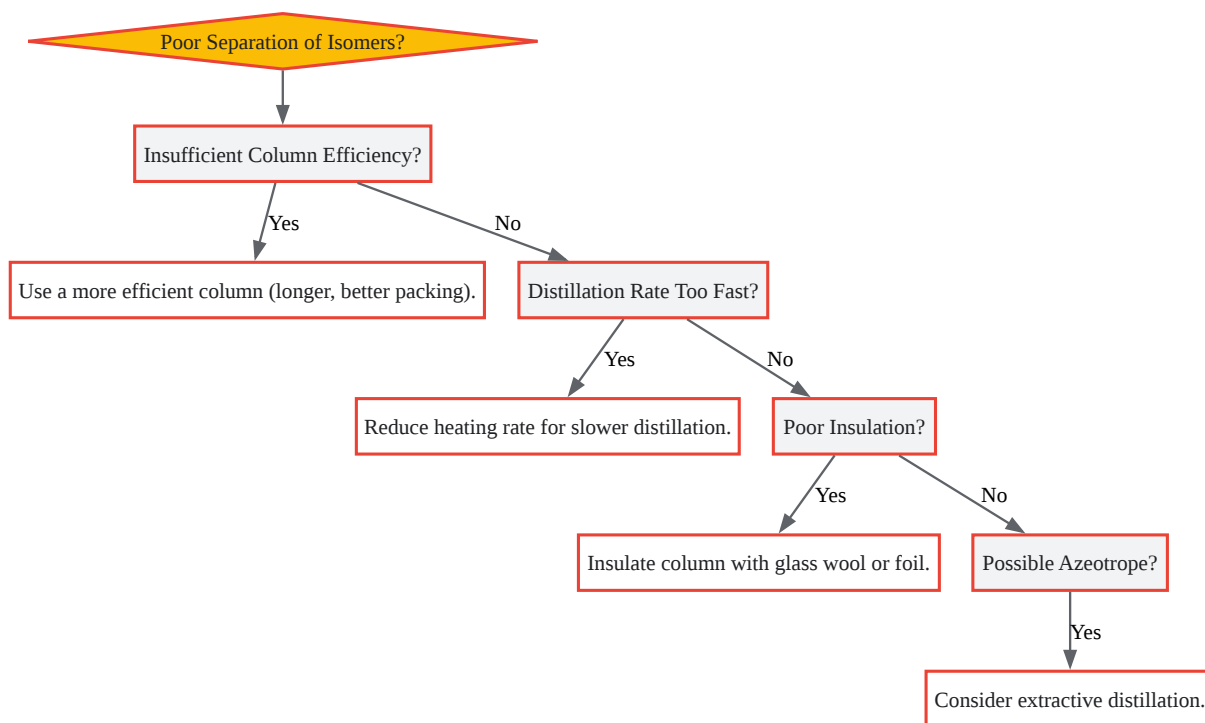 Poor Separation of Isomers?
Insufficient Column Efficiency?
Yes
No
Use a more efficient column (longer, better packing).
Distillation Rate Too Fast?
Yes
No
Reduce heating rate for slower distillation.
Poor Insulation?
Yes
No
Insulate column with glass wool or foil.
Possible Azeotrope?
Yes
Consider extractive distillation.